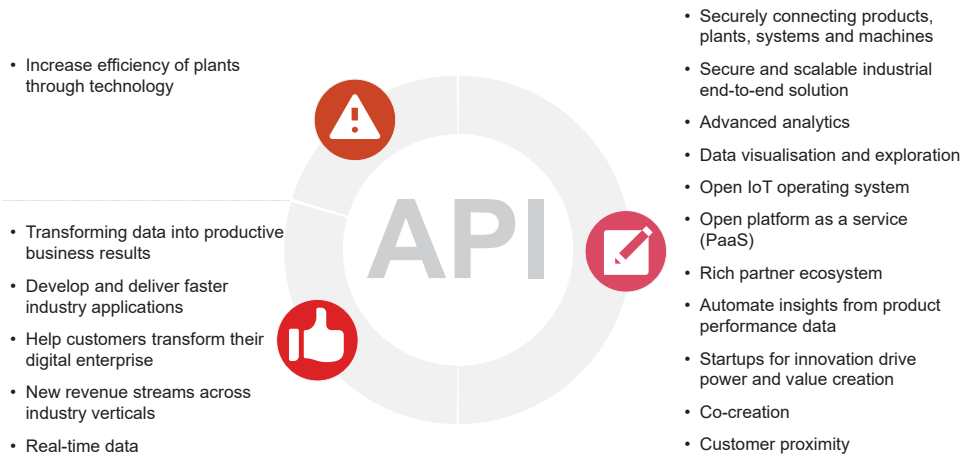 • Increase efficiency of plants
through technology
• Transforming data into productive
business results
• Develop and deliver faster
industry applications
• Help customers transform their
digital enterprise
• New revenue streams across
industry verticals
• Real-time data
API
• Securely connecting products,
plants, systems and machines
• Secure and scalable industrial
end-to-end solution
• Advanced analytics
• Data visualisation and exploration
• Open IoT operating system
• Open platform as a service
(PaaS)
• Rich partner ecosystem
• Automate insights from product
performance data
• Startups for innovation drive
power and value creation
• Co-creation
• Customer proximity